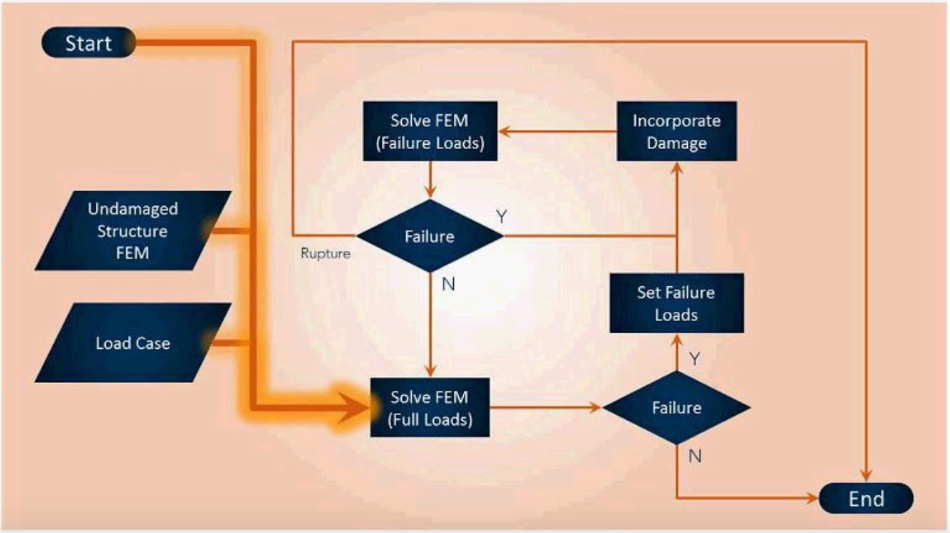 Start
Undamaged
Structure
FEM
Load Case
Solve FEM
(Failure Loads)
Incorporate
Damage
Failure
Y
Rupture
N
Set Failure
Loads
Solve FEM
(Full Loads)
Y
Failure
N
End